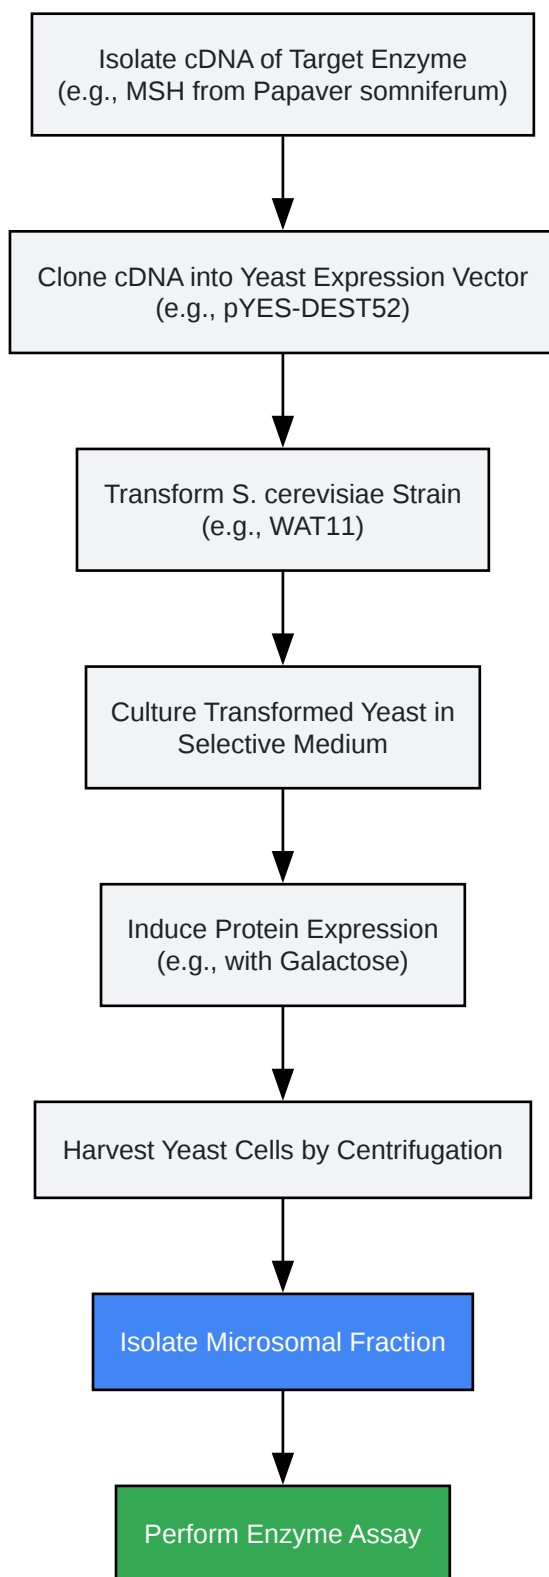 Isolate cDNA of Target Enzyme
(e.g., MSH from Papaver somniferum)
Clone cDNA into Yeast Expression Vector
(e.g., pYES-DEST52)
Transform S. cerevisiae Strain
(e.g., WAT11)
Culture Transformed Yeast in
Selective Medium
Induce Protein Expression
(e.g., with Galactose)
Harvest Yeast Cells by Centrifugation
Isolate Microsomal Fraction
Perform Enzyme Assay